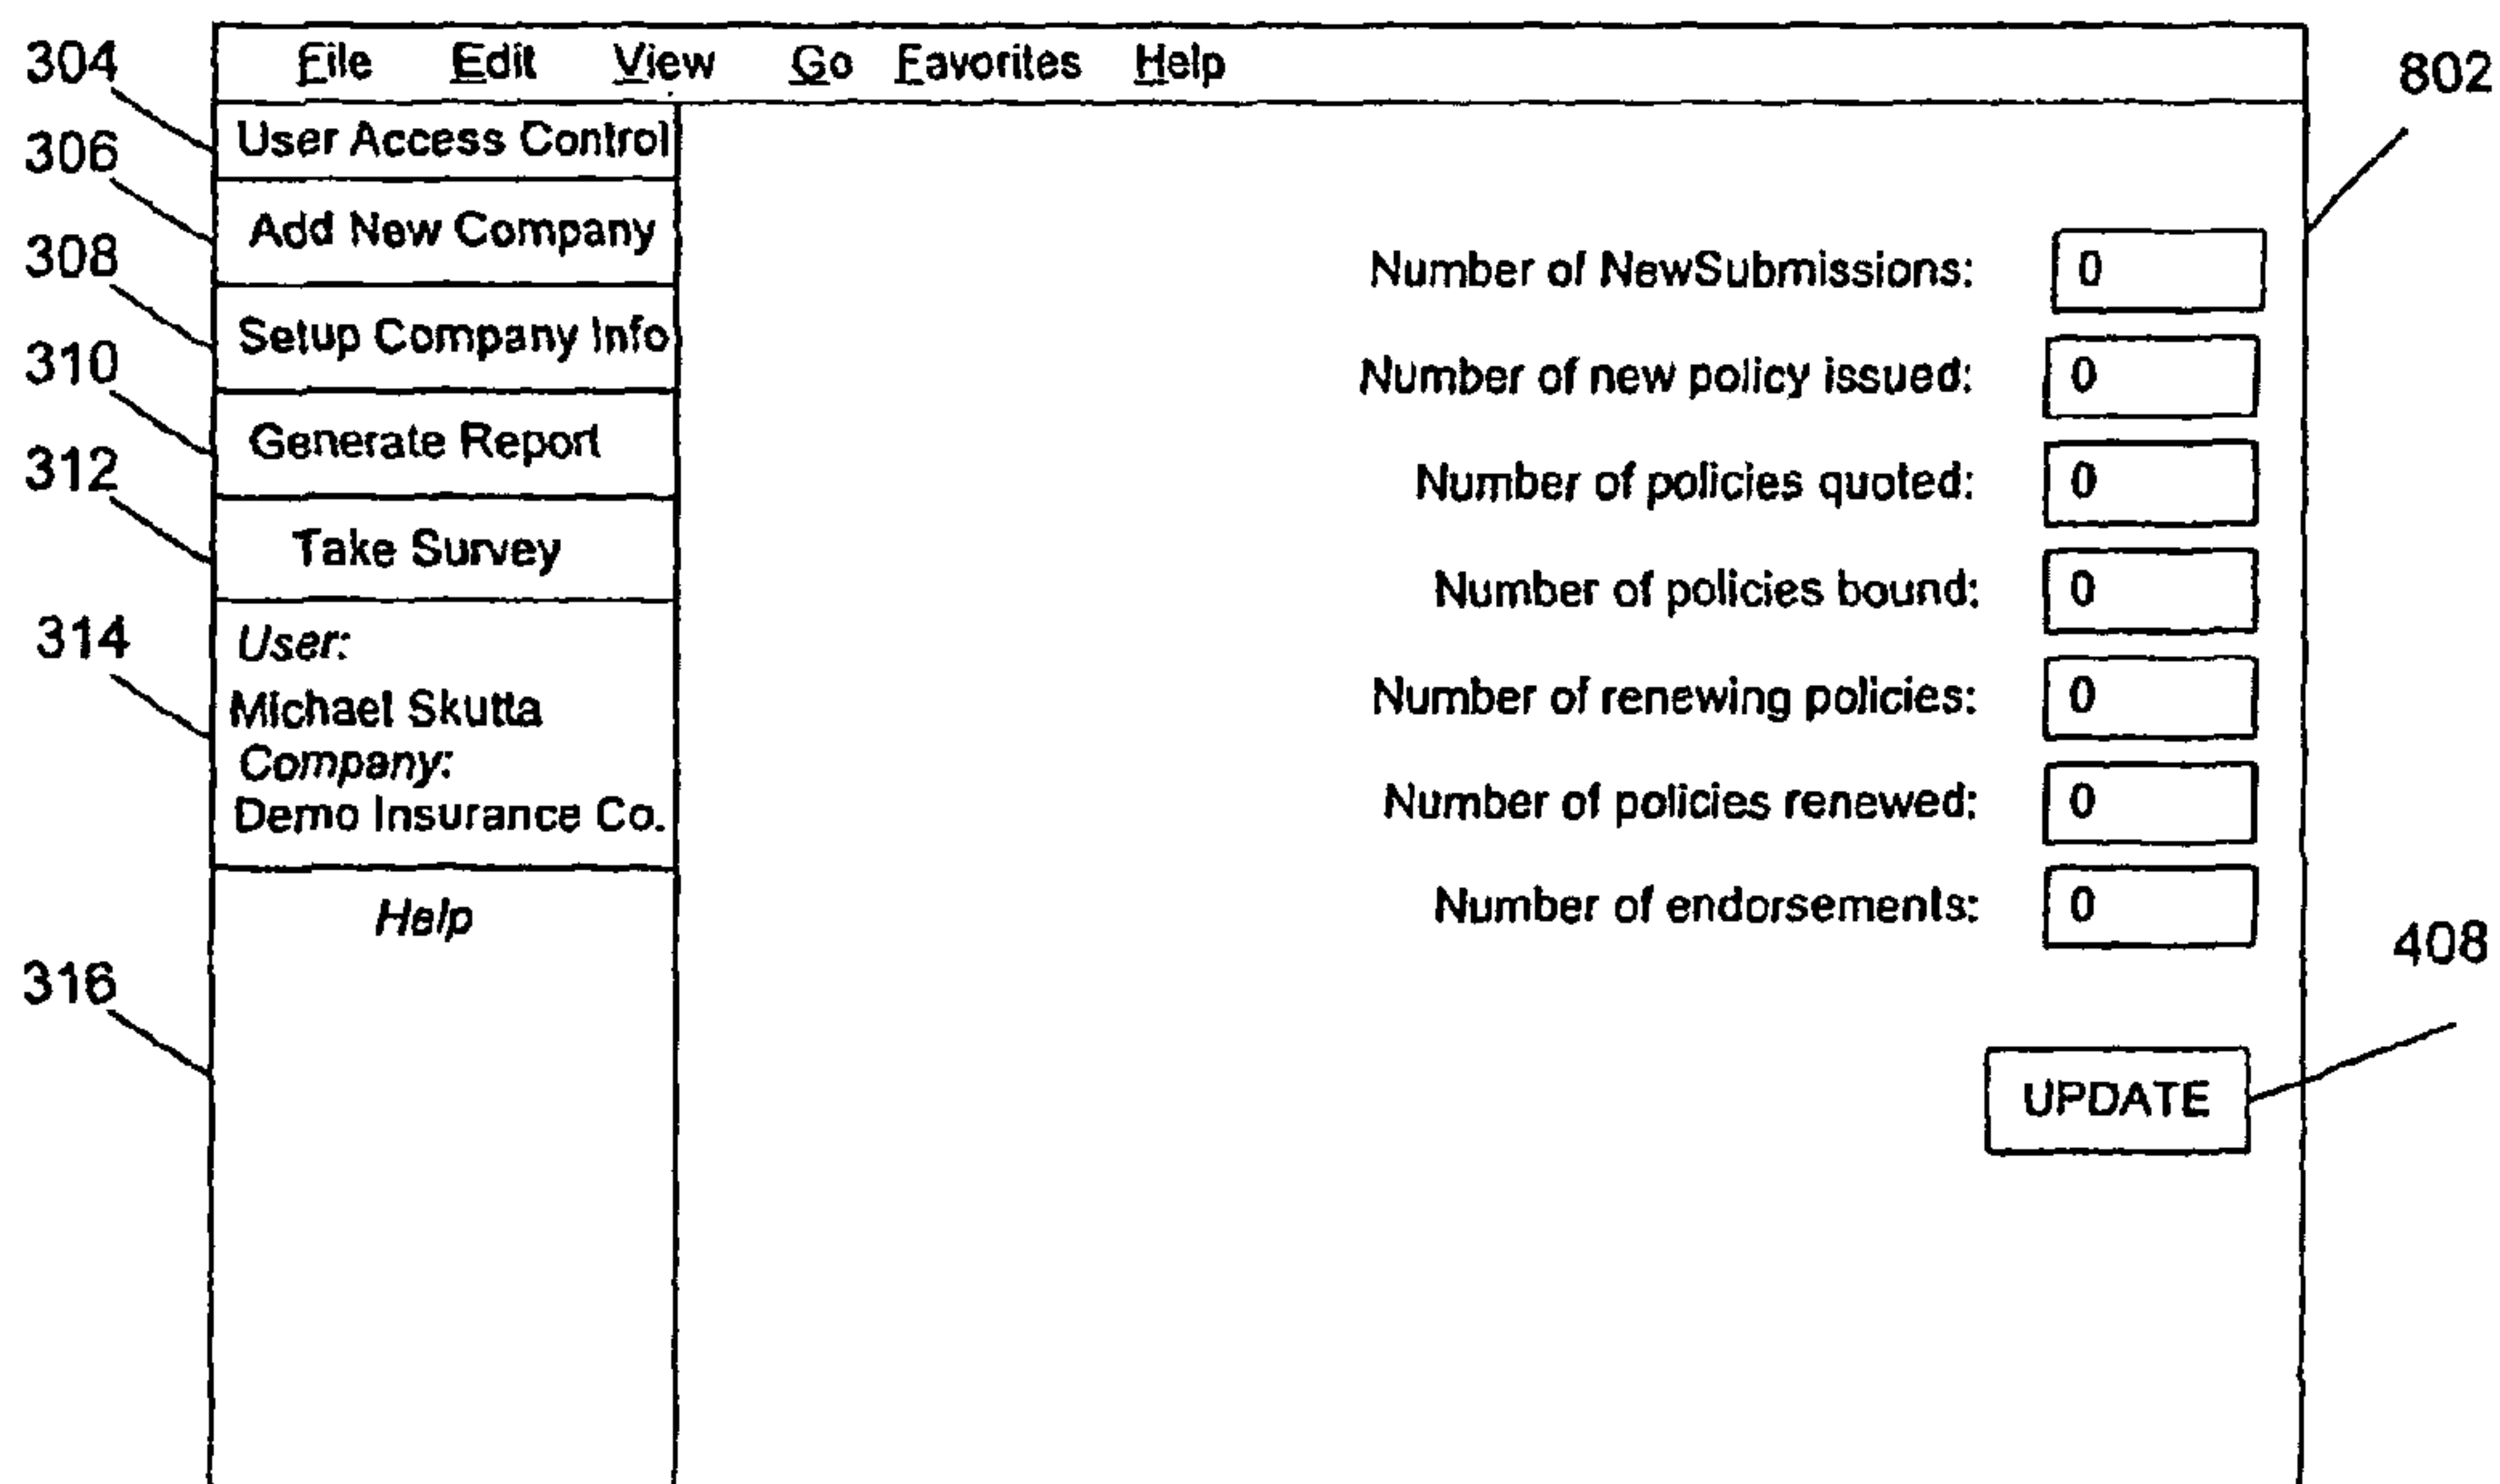 File Edit View Go Favorites Help
304
User Access Control
306
Add New Company
308
Setup Company Info
310
Generate Report
312
Take Survey
314
User:
Michael Skutta
Company:
Demo Insurance Co.
Help
316
802
Number of NewSubmissions: 0
Number of new policy issued: 0
Number of policies quoted: 0
Number of policies bound: 0
Number of renewing policies: 0
Number of policies renewed: 0
Number of endorsements: 0
408
UPDATE